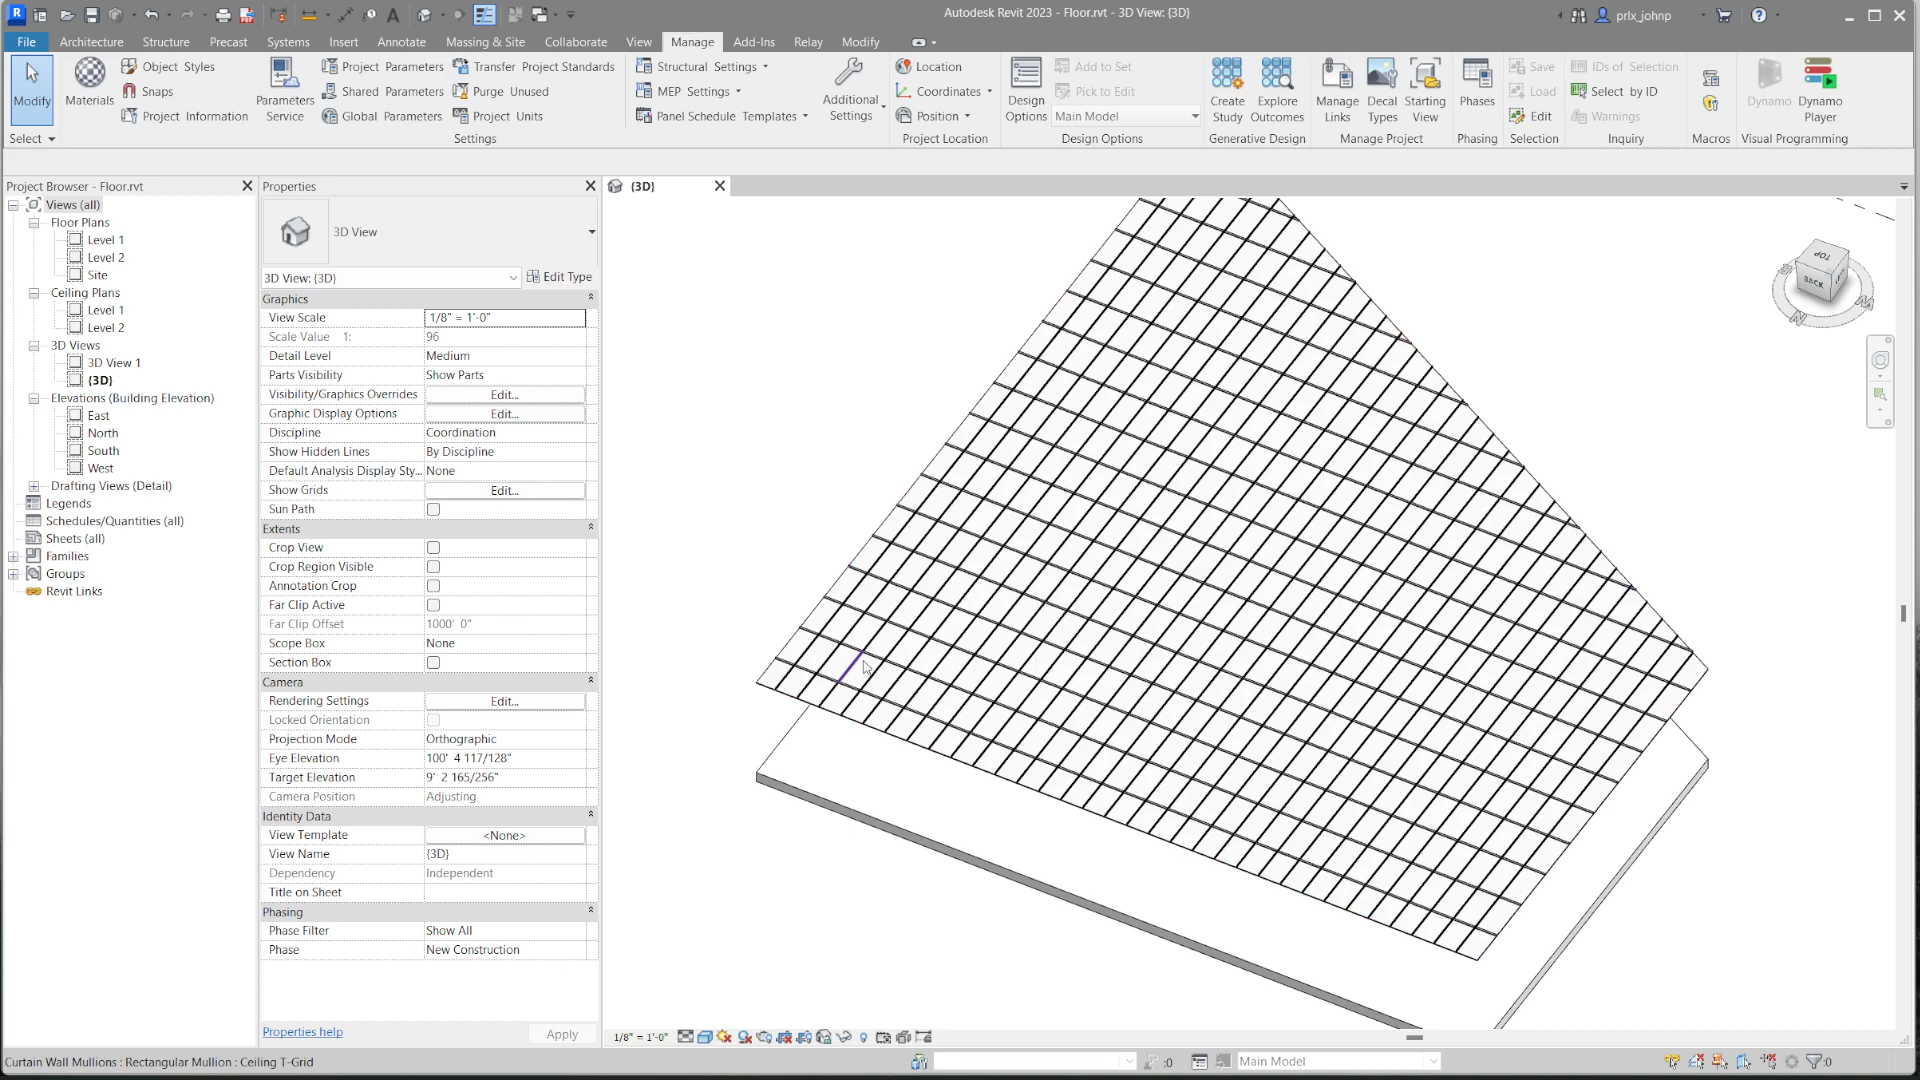 Autodesk Revit 2023 - Floor.rvt - 3D View: {3D}
prlx_johnp
File Architecture Structure Precast Systems Insert Annotate Massing & Site Collaborate View Manage Add-Ins Relay Modify
Modify
Select
Materials
Object Styles
Snaps
Project Information
Parameters Service
Project Parameters
Shared Parameters
Global Parameters
Transfer Project Standards
Purge Unused
Project Units
Settings
Structural Settings
MEP Settings
Panel Schedule Templates
Additional Settings
Location
Coordinates
Position
Project Location
Design Options
Add to Set
Pick to Edit
Main Model
Design Options
Create Study
Explore Outcomes
Generative Design
Manage Links
Decal Types
Starting View
Manage Project
Phases
Phasing
Save
Load
Edit
Selection
IDs of Selection
Select by ID
Warnings
Inquiry
Macros
Dynamo
Dynamo Player
Visual Programming
Project Browser - Floor.rvt
Views (all)
Floor Plans
Level 1
Level 2
Site
Ceiling Plans
Level 1
Level 2
3D Views
3D View 1
{3D}
Elevations (Building Elevation)
East
North
South
West
Drafting Views (Detail)
Legends
Schedules/Quantities (all)
Sheets (all)
Families
Groups
Revit Links
Properties
3D View
3D View: {3D} Edit Type
Graphics
View Scale 1/8" = 1'-0"
Scale Value 1: 96
Detail Level Medium
Parts Visibility Show Parts
Visibility/Graphics Overrides Edit...
Graphic Display Options Edit...
Discipline Coordination
Show Hidden Lines By Discipline
Default Analysis Display Sty... None
Show Grids Edit...
Sun Path
Extents
Crop View
Crop Region Visible
Annotation Crop
Far Clip Active
Far Clip Offset 1000' 0"
Scope Box None
Section Box
Camera
Rendering Settings Edit...
Locked Orientation
Projection Mode Orthographic
Eye Elevation 100' 4 117/128"
Target Elevation 9' 2 165/256"
Camera Position Adjusting
Identity Data
View Template <None>
View Name {3D}
Dependency Independent
Title on Sheet
Phasing
Phase Filter Show All
Phase New Construction
Properties help Apply
{3D}
TOP
BACK
N
1/8" = 1'-0"
Curtain Wall Mullions : Rectangular Mullion : Ceiling T-Grid
:0
Main Model
:0